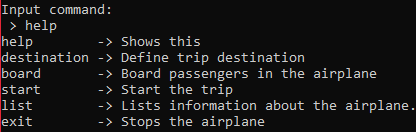 Input command:
> help
help        -> Shows this
destination -> Define trip destination
board       -> Board passengers in the airplane
start       -> Start the trip
list        -> Lists information about the airplane.
exit        -> Stops the airplane